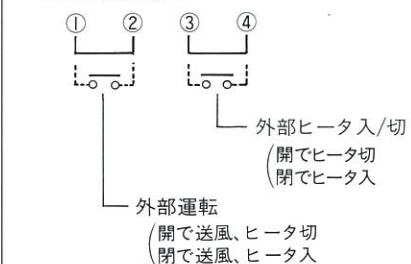 ① ② ③ ④
外部ヒータ入/切
(開でヒータ切
閉でヒータ入
外部運転
(開で送風、ヒータ切
閉で送風、ヒータ入